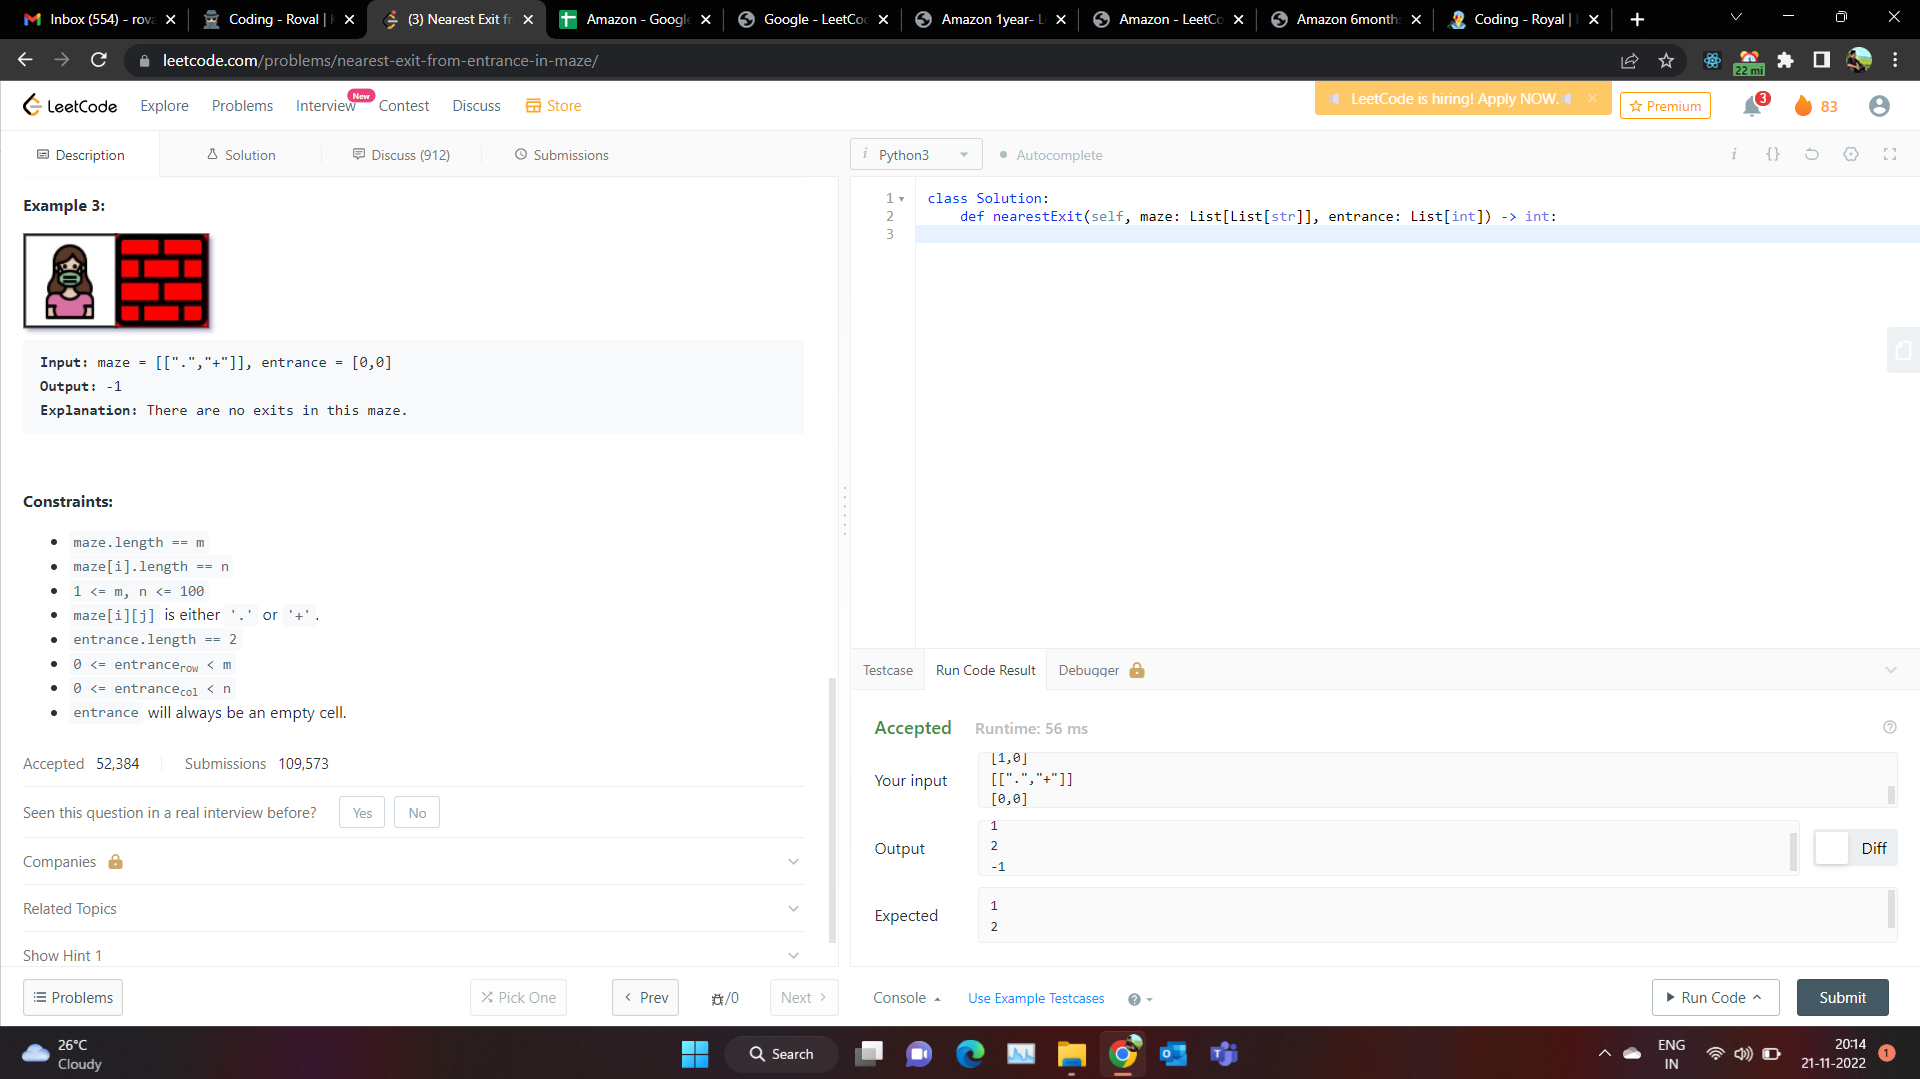 Inbox (554) - rova
Coding - Roval |
(3) Nearest Exit fr
Amazon - Google
Google - LeetCoc
Amazon 1year- L
Amazon - LeetCo
Amazon 6month
Coding - Royal |
leetcode.com/problems/nearest-exit-from-entrance-in-maze/
22 mi
LeetCode
Explore
Problems
Interview
New
Contest
Discuss
Store
LeetCode is hiring! Apply NOW.
Premium
3
83
Description
Solution
Discuss (912)
Submissions
i Python3
Autocomplete
i {}
Example 3:
Input: maze = [[".","+"]], entrance = [0,0]
Output: -1
Explanation: There are no exits in this maze.
Constraints:
maze.length == m
maze[i].length == n
1 <= m, n <= 100
maze[i][j] is either '.' or '+'.
entrance.length == 2
0 <= entrancerow < m
0 <= entrancecol < n
entrance will always be an empty cell.
Accepted 52,384 Submissions 109,573
Seen this question in a real interview before? Yes No
Companies
Related Topics
Show Hint 1
Problems
Pick One
Prev
/0
Next
1 class Solution:
2 def nearestExit(self, maze: List[List[str]], entrance: List[int]) -> int:
3
Testcase
Run Code Result
Debugger
Accepted Runtime: 56 ms
Your input
[1,0]
[[".","+"]]
[0,0]
Output
1
2
-1
Diff
Expected
1
2
Console
Use Example Testcases
Run Code
Submit
26°C
Cloudy
Search
ENG
IN
20:14
21-11-2022
1